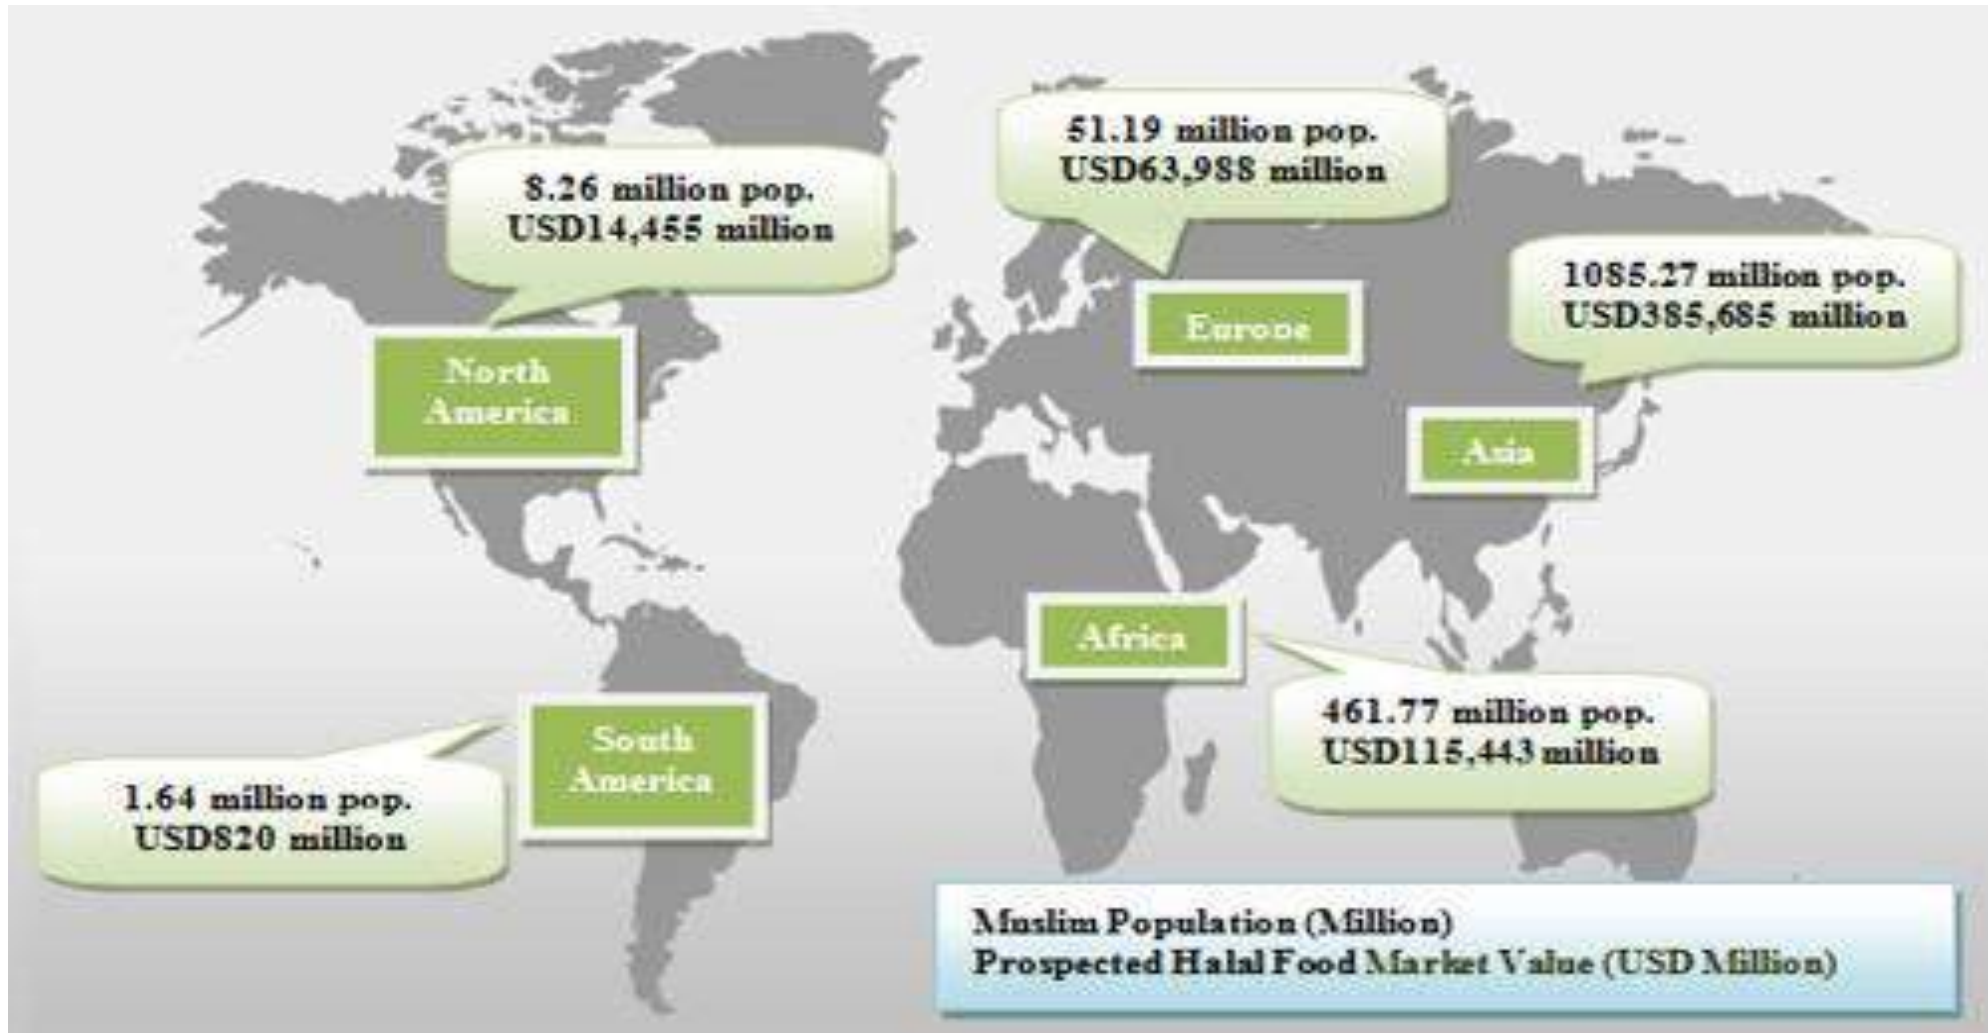 51.19 million pop.
USD63,988 million
8.26 million pop.
USD14,455 million
1085.27 million pop.
USD385,685 million
Europe
North
America
Asia
Africa
461.77 million pop.
USD115,443 million
South
America
1.64 million pop.
USD820 million
Muslim Population (Million)
Prospected Halal Food Market Value (USD Million)